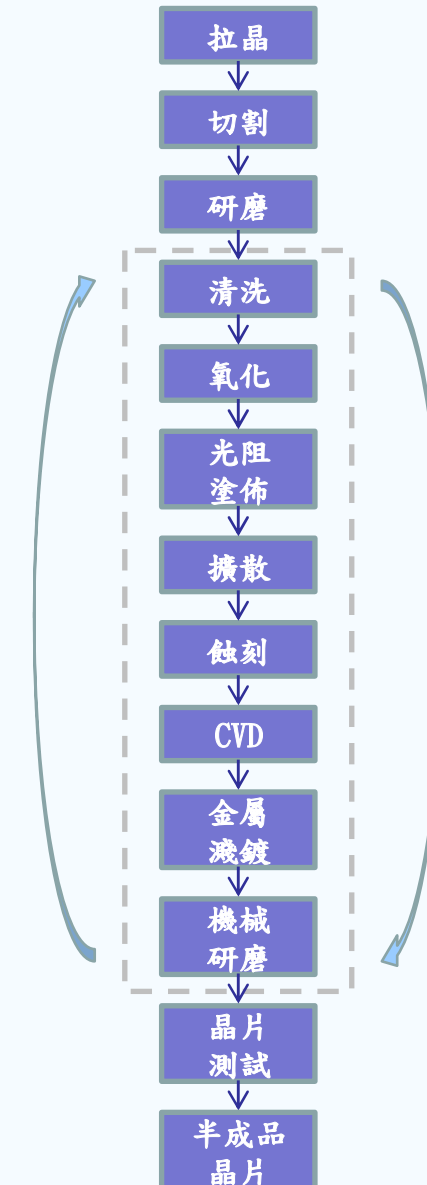 拉晶
切割
研磨
清洗
氧化
光阻
塗佈
擴散
蝕刻
CVD
金屬
濺鍍
機械
研磨
晶片
測試
半成品
晶片